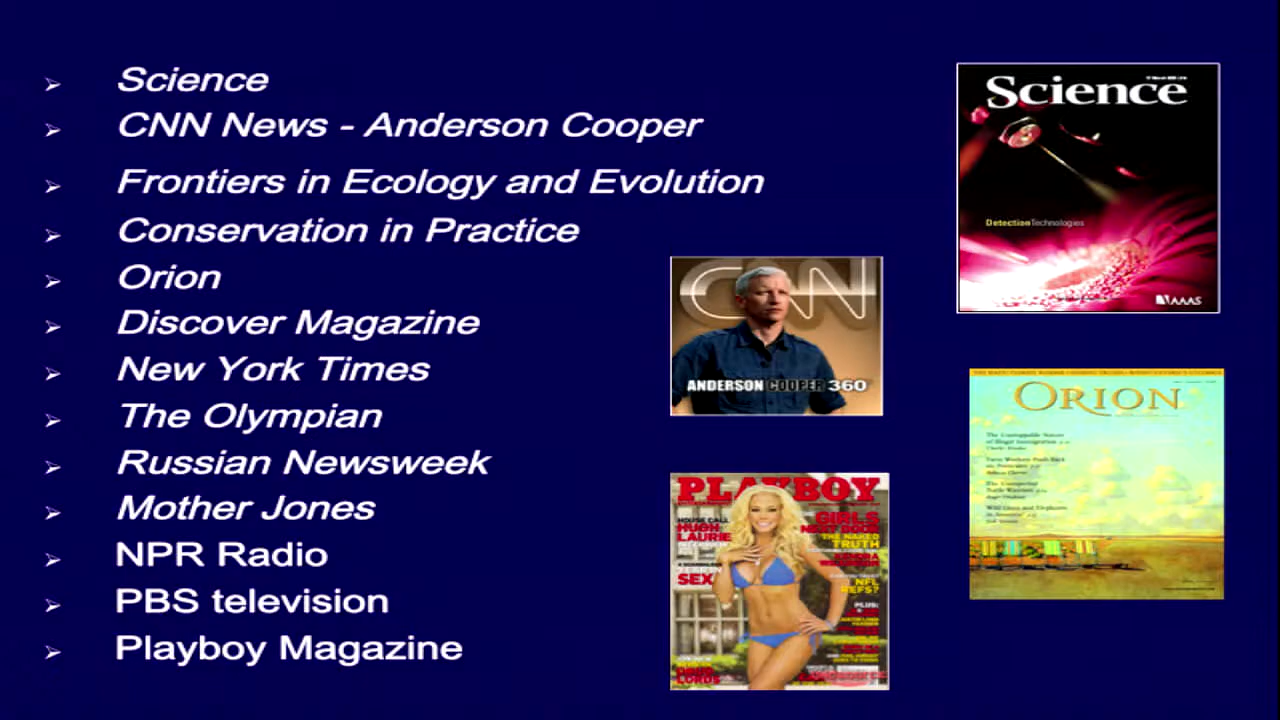 Science
CNN News - Anderson Cooper
Frontiers in Ecology and Evolution
Conservation in Practice
Orion
Discover Magazine
New York Times
The Olympian
Russian Newsweek
Mother Jones
NPR Radio
PBS television
Playboy Magazine
Science
DetectionTechnologies
AAAS
CNN
ANDERSON COOPER 360°
ORION
PLAYBOY
HOUSE CALL
HUGH
LAURIE
SEX
GIRLS
NEXT DOOR
THE NAKED
TRUTH
NFL
REFS?
PLUS: